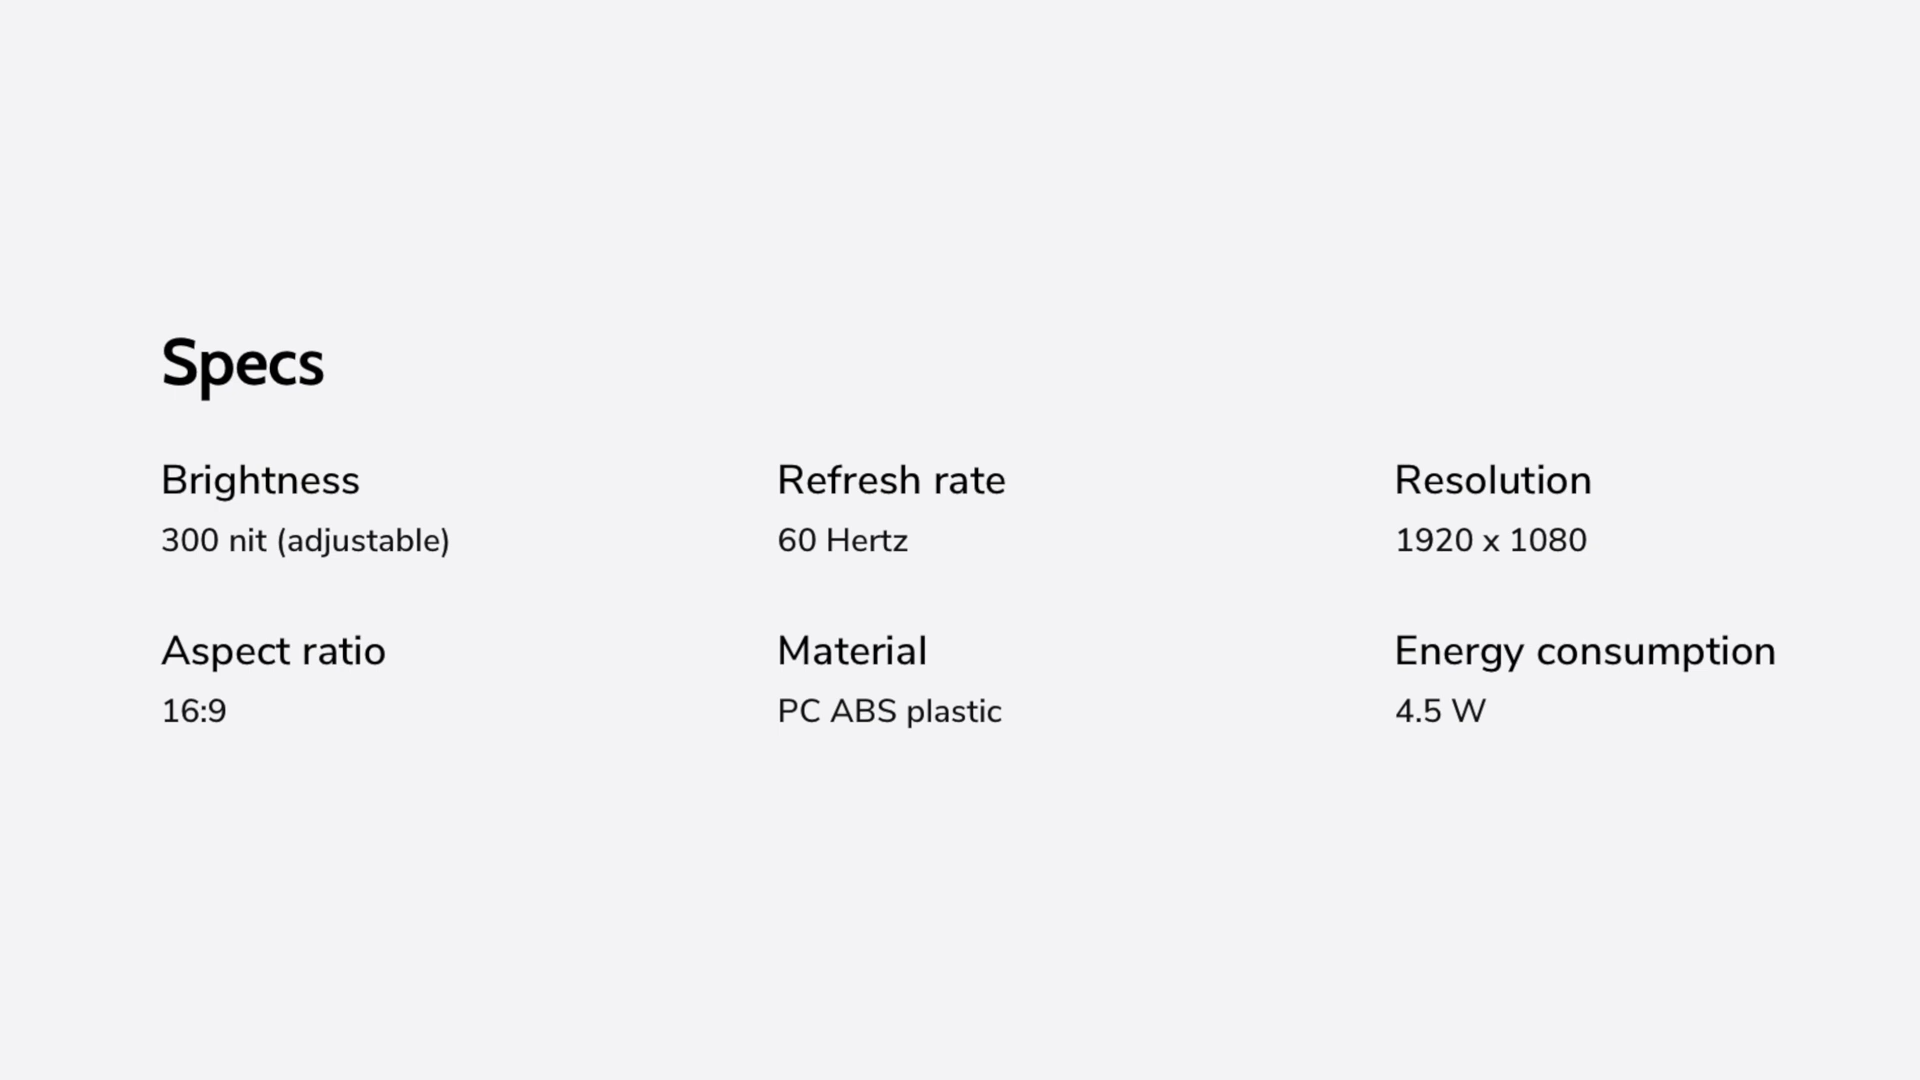 Specs
Brightness
300 nit (adjustable)
Refresh rate
60 Hertz
Resolution
1920 x 1080
Aspect ratio
16:9
Material
PC ABS plastic
Energy consumption
4.5 W